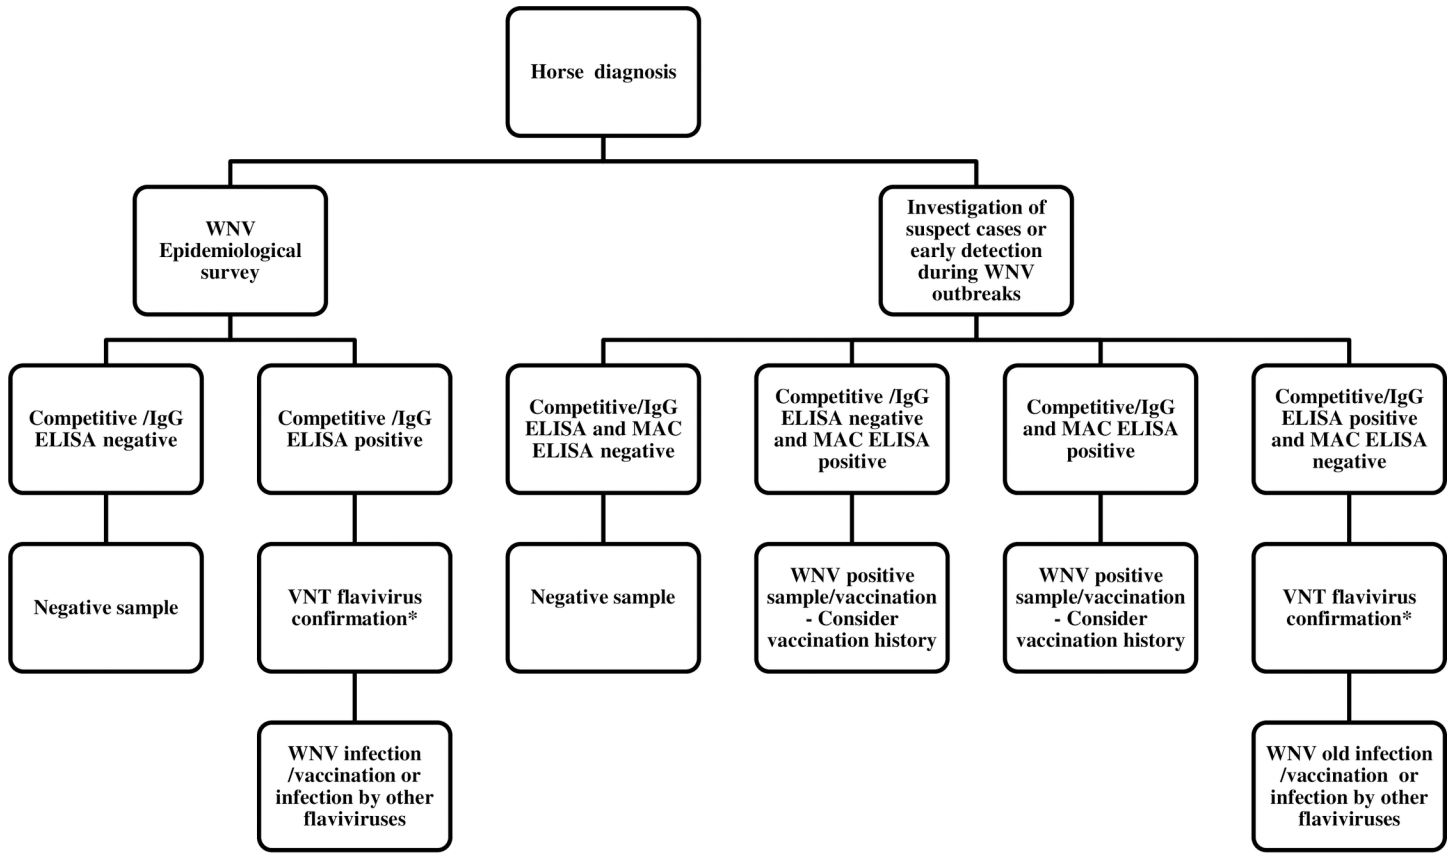 Horse diagnosis
WNV
Epidemiological
survey
Investigation of
suspect cases or
early detection
during WNV
outbreaks
Competitive /IgG
ELISA negative
Competitive /IgG
ELISA positive
Competitive/IgG
ELISA and MAC
ELISA negative
Competitive /IgG
ELISA negative
and MAC ELISA
positive
Competitive/IgG
and MAC ELISA
positive
Competitive/IgG
ELISA positive
and MAC ELISA
negative
Negative sample
VNT flavivirus
confirmation*
Negative sample
WNV positive
sample/vaccination
- Consider
vaccination history
WNV positive
sample/vaccination
- Consider
vaccination history
VNT flavivirus
confirmation*
WNV infection
/vaccination or
infection by other
flaviviruses
WNV old infection
/vaccination or
infection by other
flaviviruses